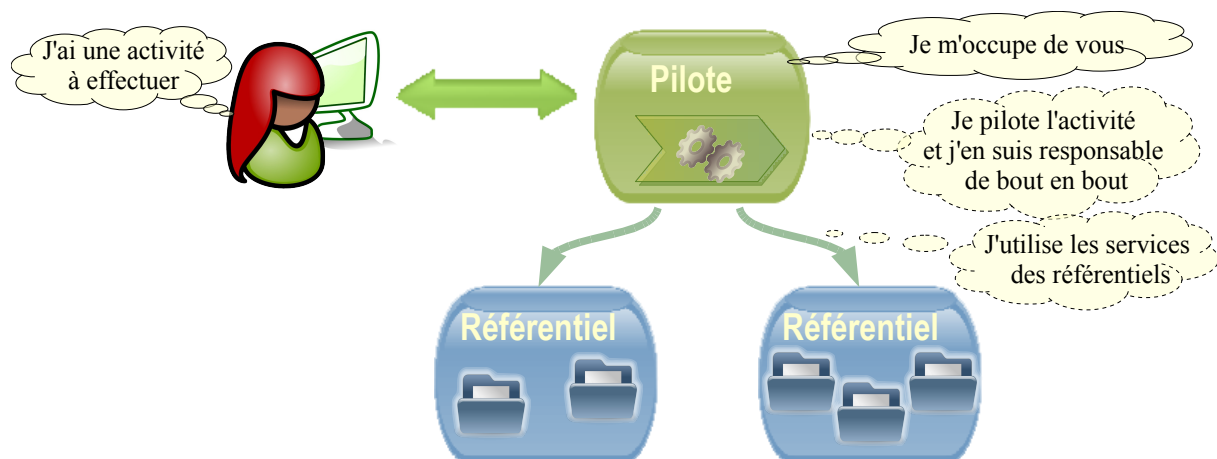 J'ai une activité
à effectuer
Pilote
Je m'occupe de vous
Je pilote l'activité
et j'en suis responsable
de bout en bout
J'utilise les services
des référentiels
Référentiel
Référentiel